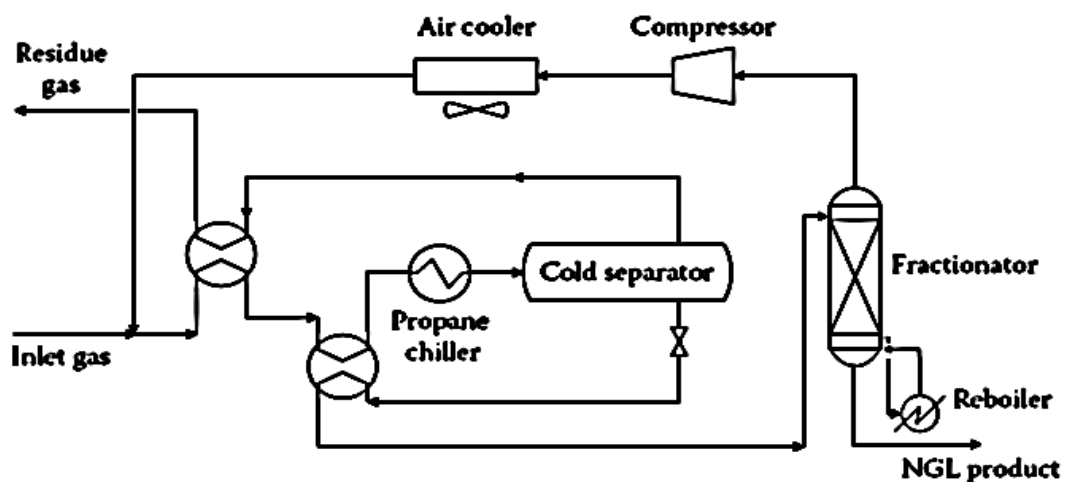 Air cooler
Compressor
Residue
gas
Cold separator
Fractionator
Propane
chiller
Inlet gas
Reboiler
NGL product